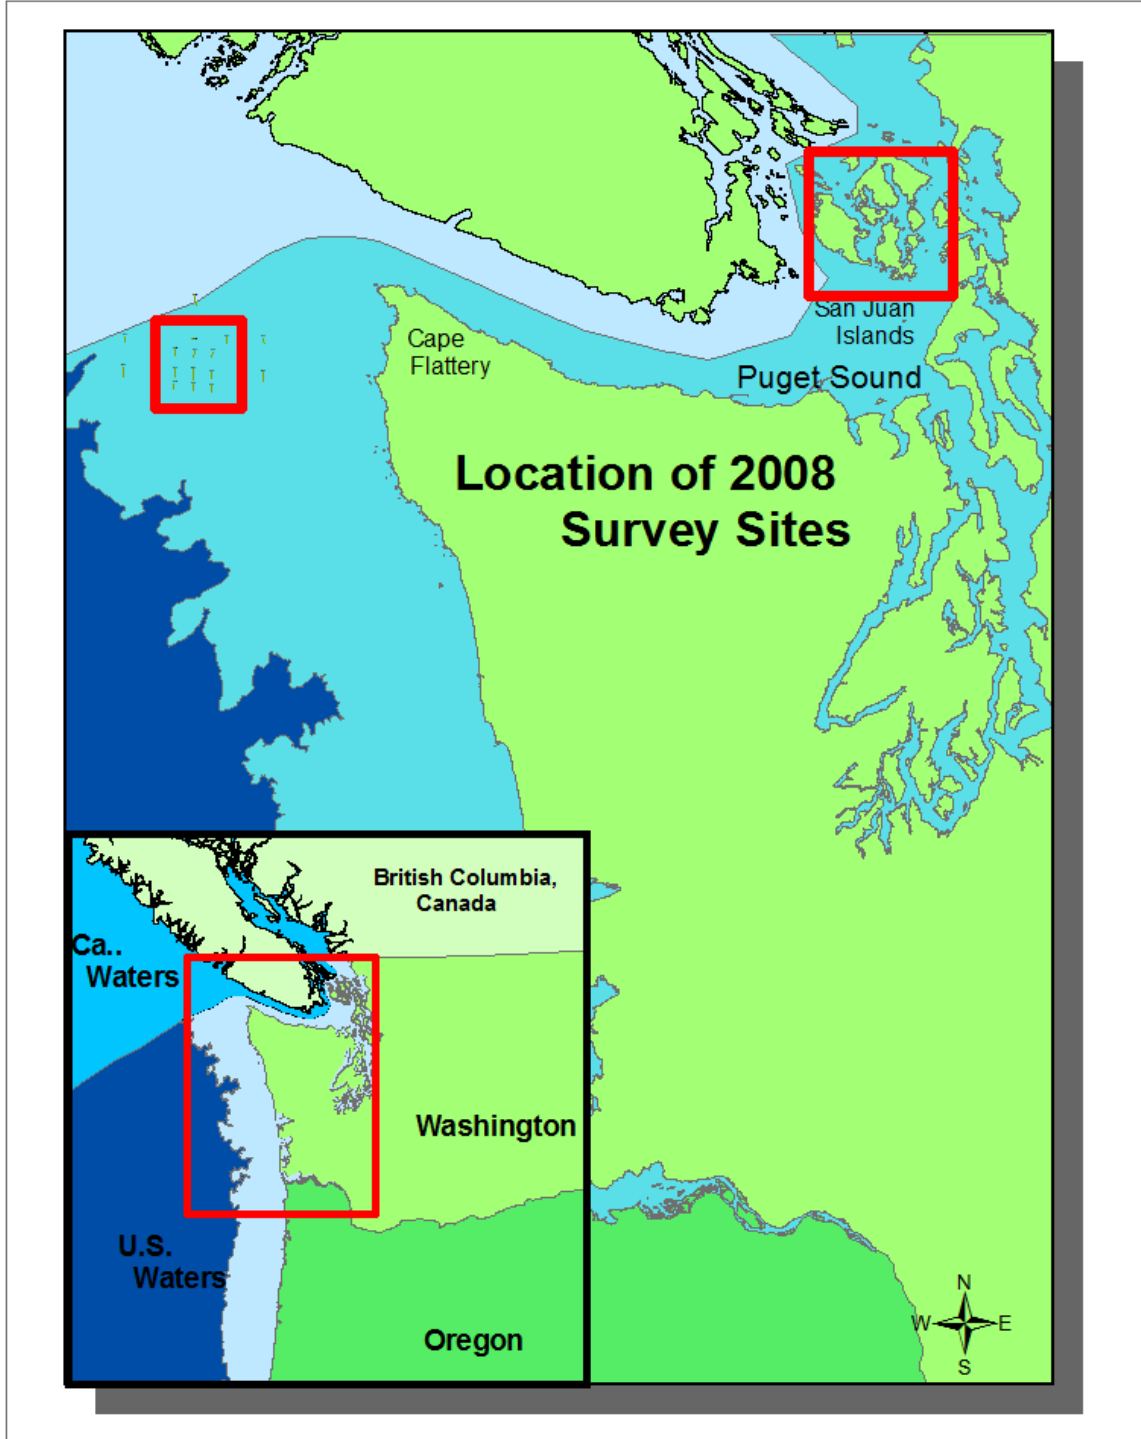 San Juan
Islands
Cape
Flattery
Puget Sound
Location of 2008
Survey Sites
British Columbia,
Canada
Ca..
Waters
Washington
U.S.
Waters
Oregon
N
W E
S